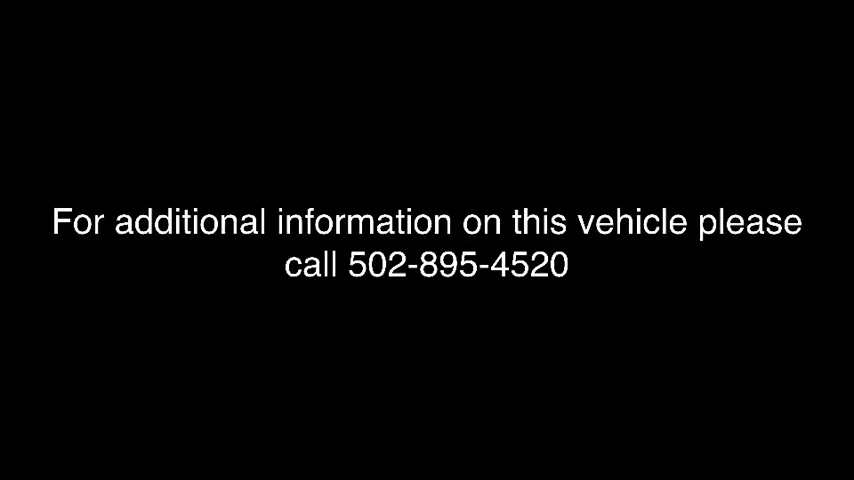 For additional information on this vehicle please
call 502-895-4520